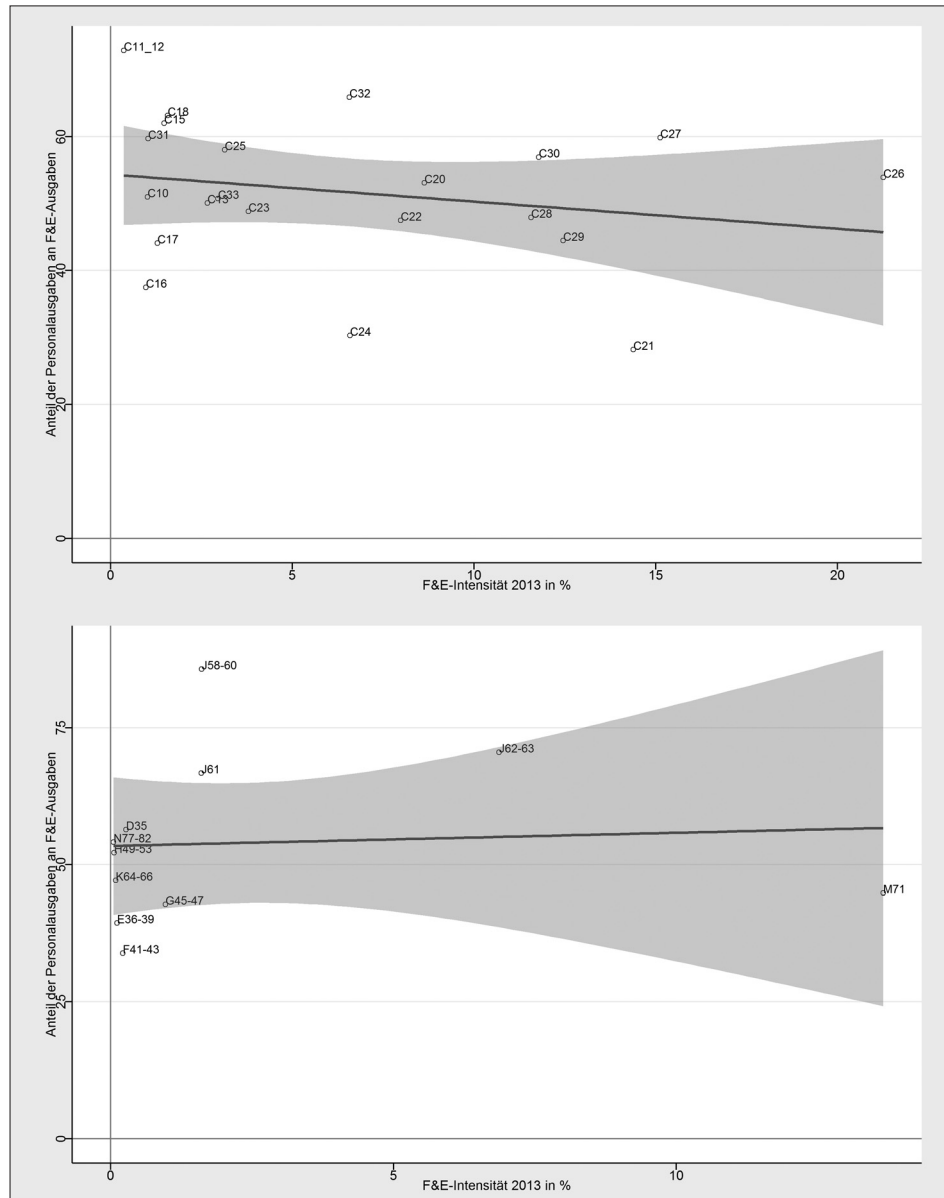 C11_12
C32
C18
C15
C31
C27
C25
C30
C26
C20
C10
C33
C13
C23
C22
C28
C17
C29
C16
C24
C21
60
40
20
0
Anteil der Personalausgaben an F&E-Ausgaben
0 5 10 15 20
F&E-Intensität 2013 in %
J58-60
J62-63
J61
D35
N77-82
H49-53
K64-66
M71
G45-47
E36-39
F41-43
75
50
25
0
Anteil der Personalausgaben an F&E-Ausgaben
0 5 10
F&E-Intensität 2013 in %